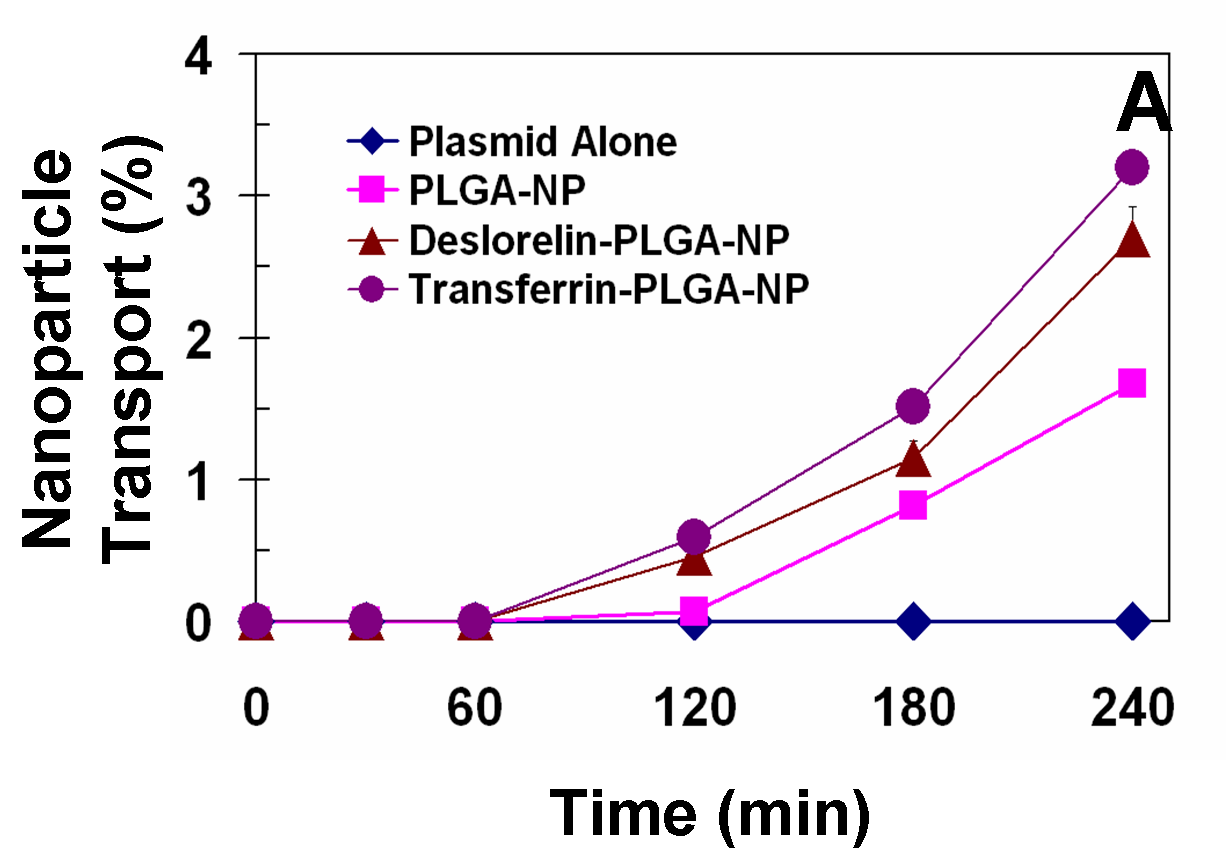 4
A
Plasmid Alone
PLGA-NP
3
Deslorelin-PLGA-NP
Transferrin-PLGA-NP
2
1
0
Nanoparticle
Transport (%)
0 60 120 180 240
Time (min)